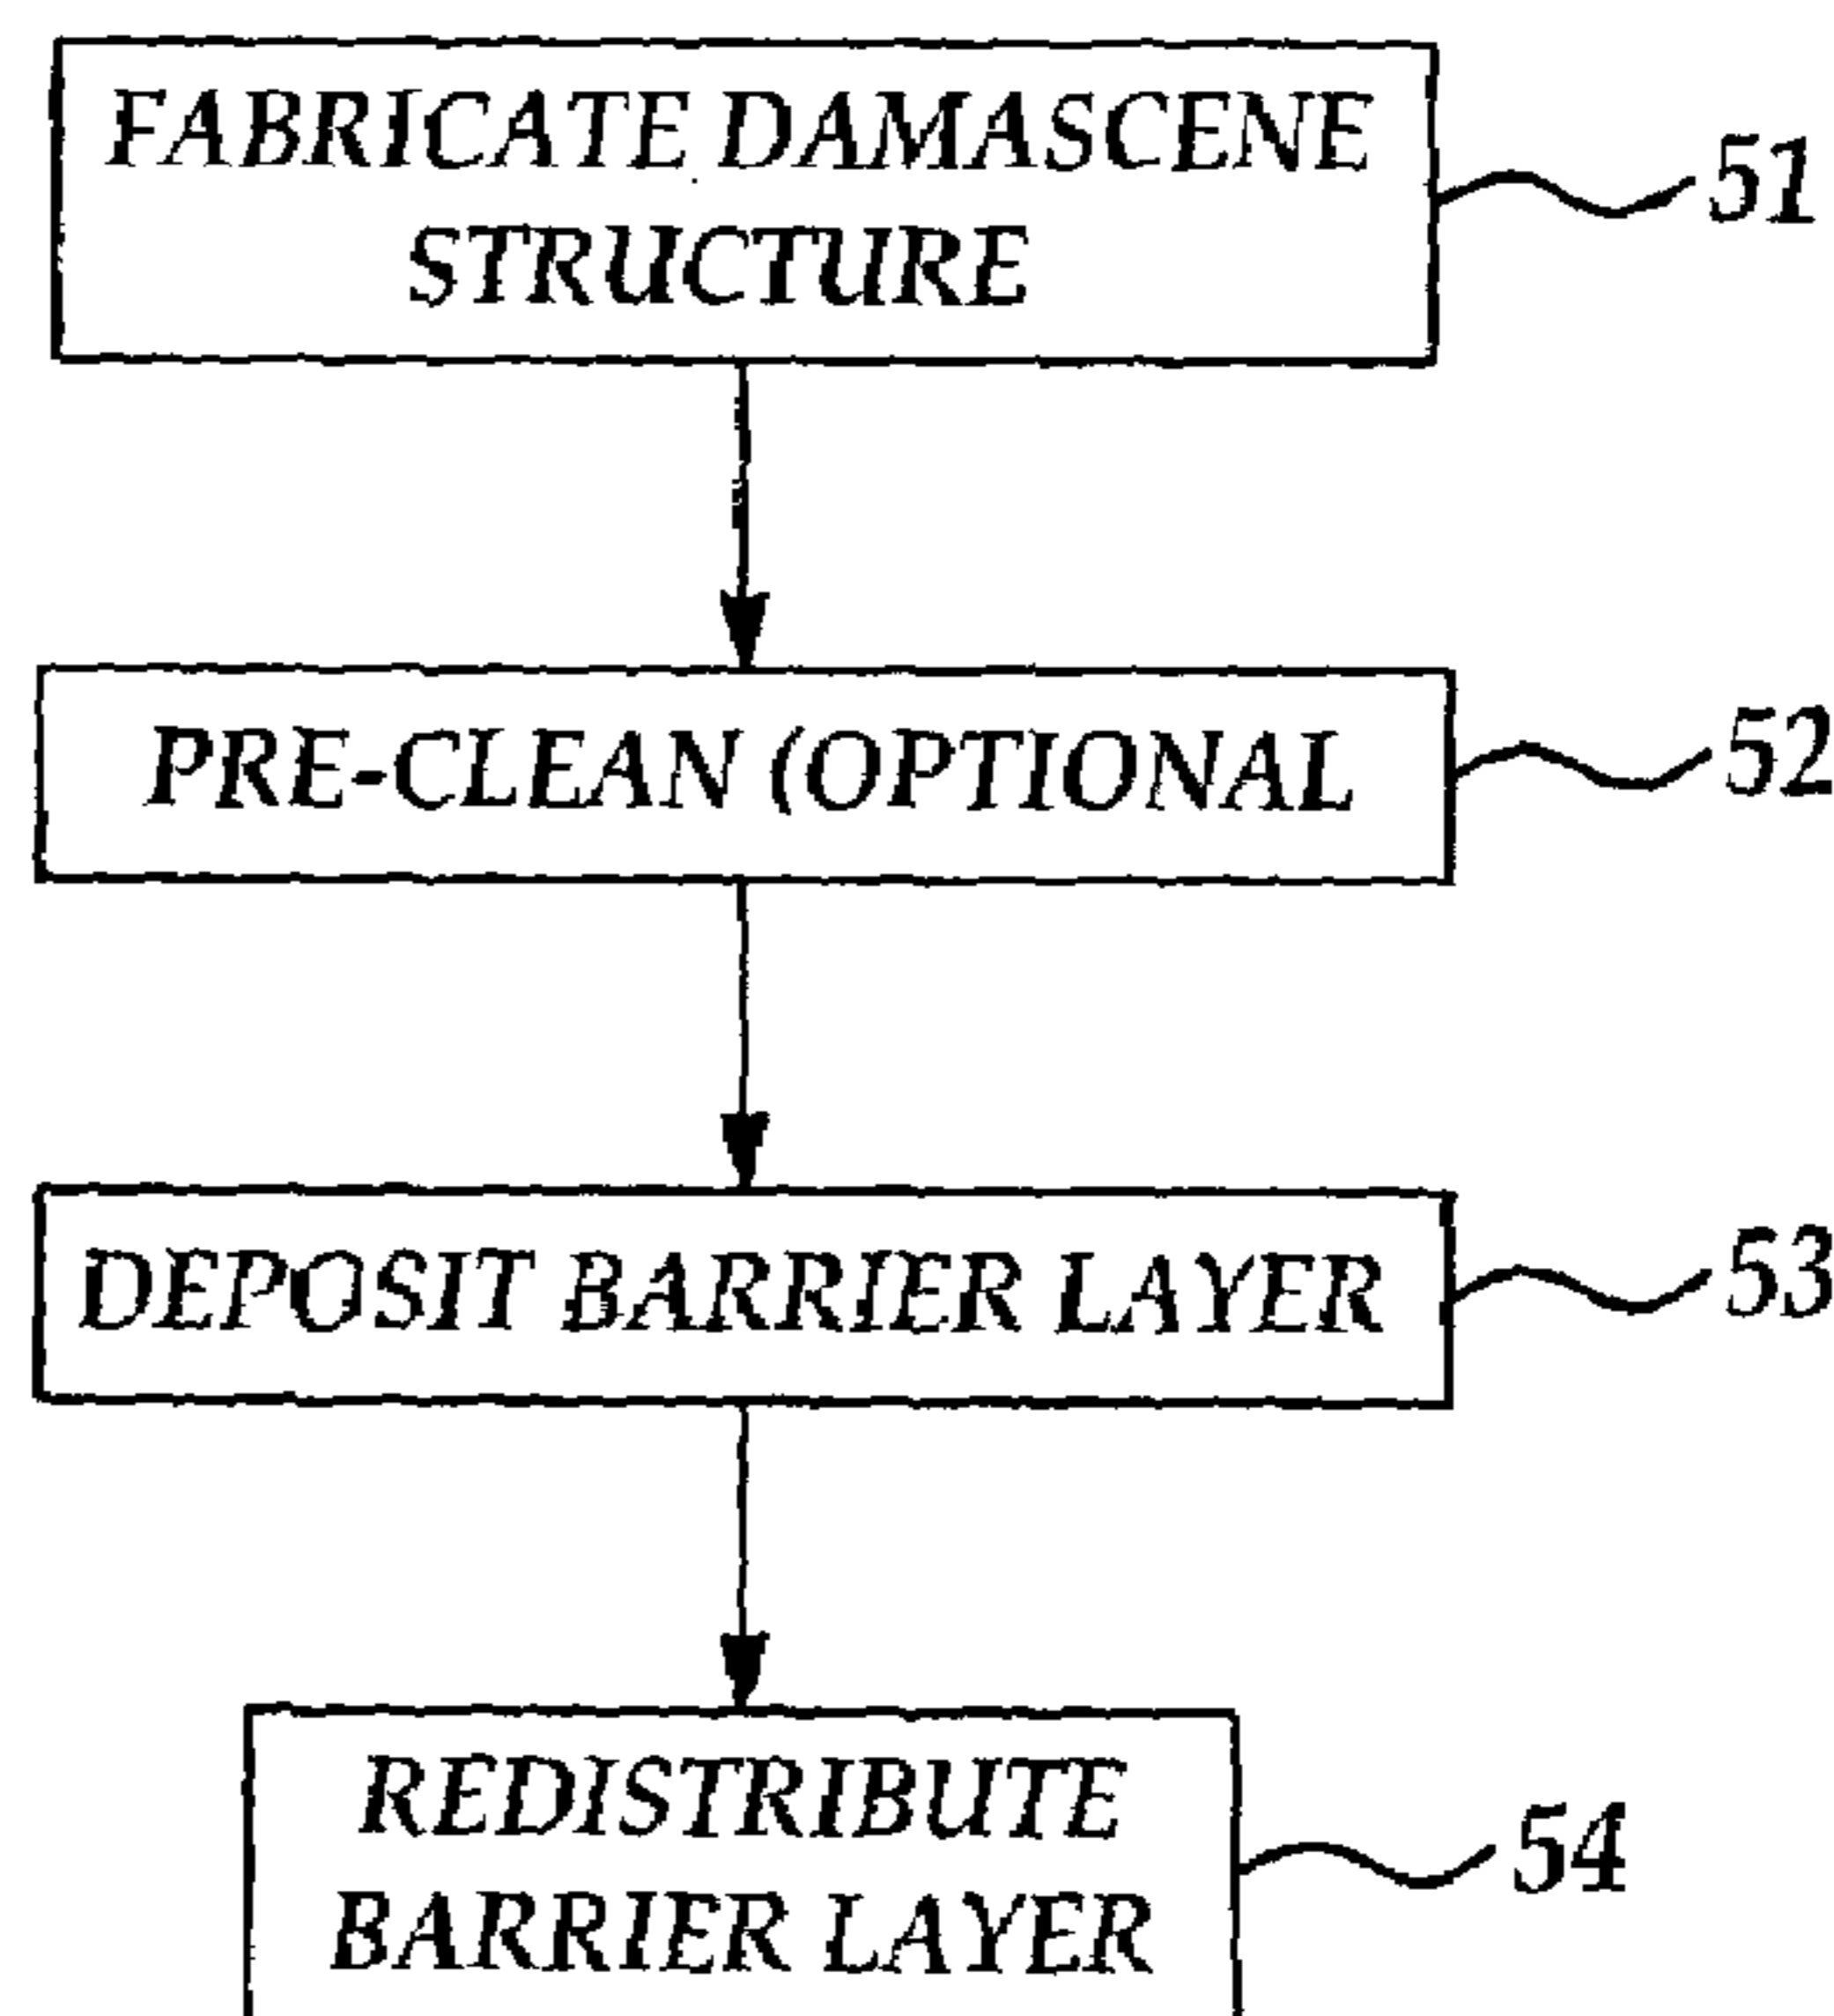 FABRICATE DAMASCENE
STRUCTURE
51
PRE-CLEAN (OPTIONAL
52
DEPOSIT BARRIER LAYER
53
REDISTRIBUTE
BARRIER LAYER
54